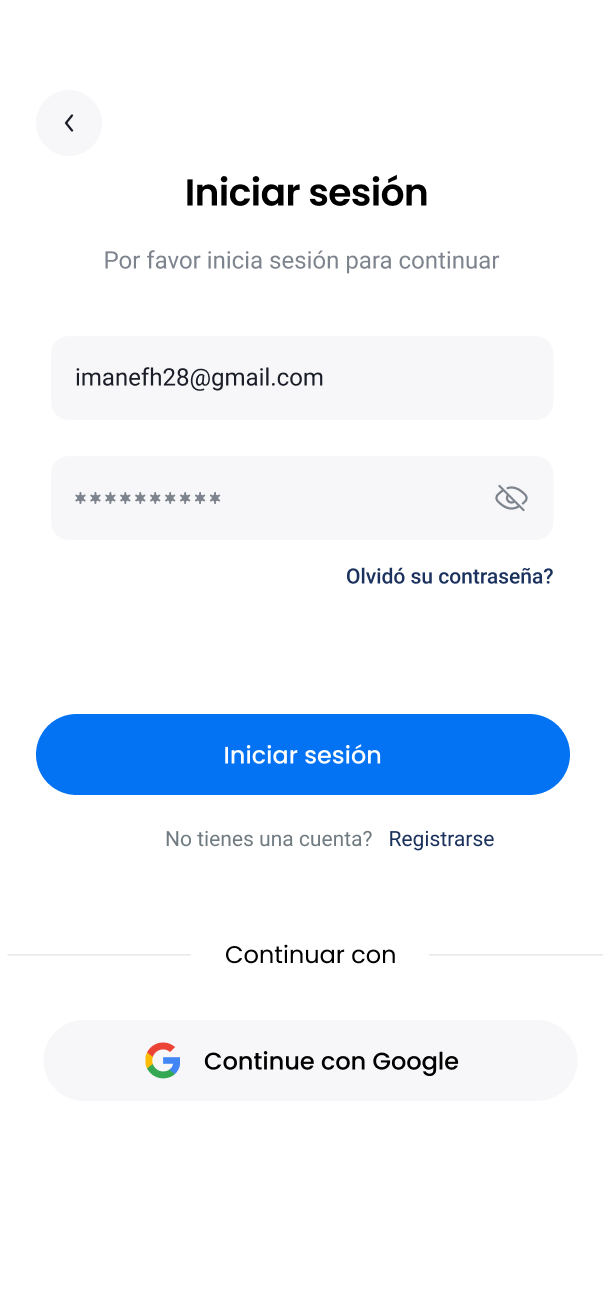 Iniciar sesión
Por favor inicia sesión para continuar
imanefh28@gmail.com
**********
Olvidó su contraseña?
Iniciar sesión
No tienes una cuenta? Registrarse
Continuar con
Continue con Google